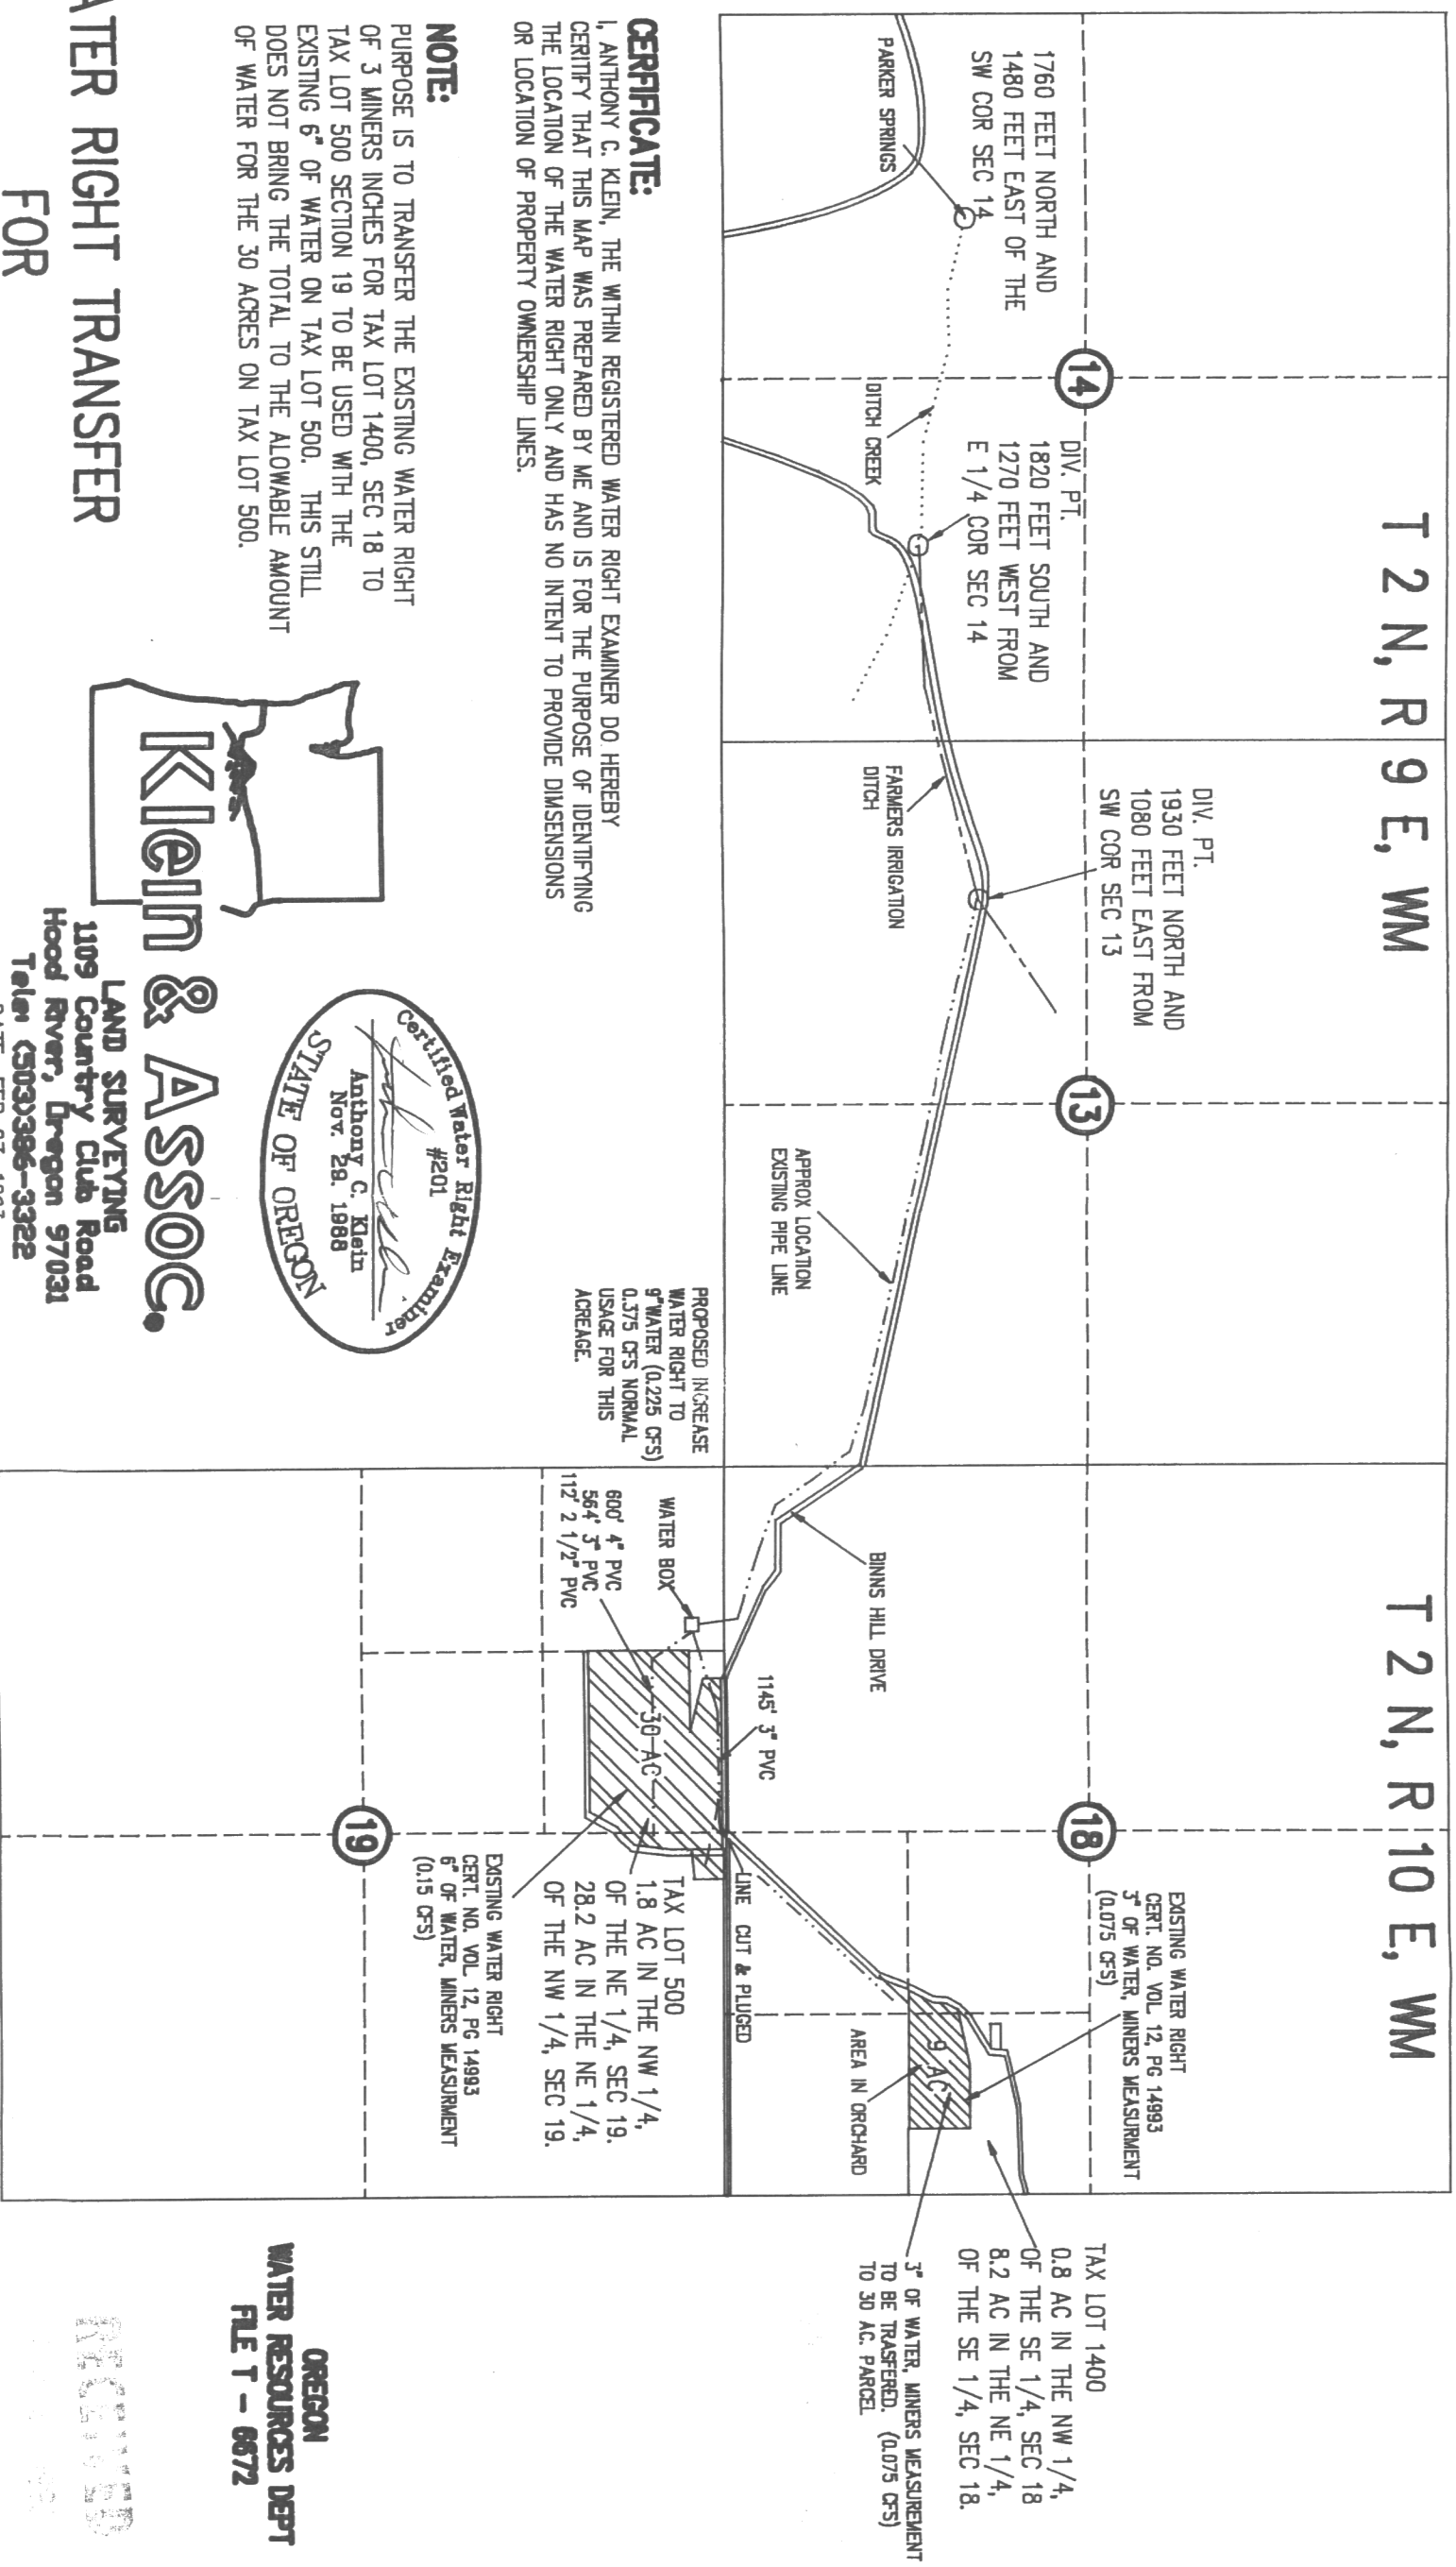 T 2 N, R 9 E, WM
T 2 N, R 10 E, WM
1760 FEET NORTH AND
1480 FEET EAST OF THE
SW COR SEC 14
PARKER SPRINGS
14
DITCH CREEK
DIV. PT.
1820 FEET SOUTH AND
1270 FEET WEST FROM
E 1/4 COR SEC 14
DIV. PT.
1930 FEET NORTH AND
1080 FEET EAST FROM
SW COR SEC 13
FARMERS IRRIGATION
DITCH
13
APPROX LOCATION
EXISTING PIPE LINE
BINNS HILL DRIVE
18
EXISTING WATER RIGHT
CERT. NO. VOL 12, PG 14993
3" OF WATER, MINERS MEASURMENT
(0.075 CFS)
9 AC
AREA IN ORCHARD
TAX LOT 1400
0.8 AC IN THE NW 1/4,
OF THE SE 1/4, SEC 18
8.2 AC IN THE NE 1/4,
OF THE SE 1/4, SEC 18.
3" OF WATER, MINERS MEASUREMENT
TO BE TRASFERED. (0.075 CFS)
TO 30 AC. PARCEL
1145' 3" PVC
LINE CUT & PLUGED
PROPOSED INCREASE
WATER RIGHT TO
9"WATER (0.225 CFS)
0.375 CFS NORMAL
USAGE FOR THIS
ACREAGE.
WATER BOX
600' 4" PVC
564' 3" PVC
112' 2 1/2" PVC
30 AC
TAX LOT 500
1.8 AC IN THE NW 1/4,
OF THE NE 1/4, SEC 19.
28.2 AC IN THE NE 1/4,
OF THE NW 1/4, SEC 19.
EXISTING WATER RIGHT
CERT. NO. VOL 12, PG 14993
6" OF WATER, MINERS MEASURMENT
(0.15 CFS)
19
CERFIFICATE:
I, ANTHONY C. KLEIN, THE WITHIN REGISTERED WATER RIGHT EXAMINER DO HEREBY
CERITIFY THAT THIS MAP WAS PREPARED BY ME AND IS FOR THE PURPOSE OF IDENTIFYING
THE LOCATION OF THE WATER RIGHT ONLY AND HAS NO INTENT TO PROVIDE DIMSENSIONS
OR LOCATION OF PROPERTY OWNERSHIP LINES.
NOTE:
PURPOSE IS TO TRANSFER THE EXISTING WATER RIGHT
OF 3 MINERS INCHES FOR TAX LOT 1400, SEC 18 TO
TAX LOT 500 SECTION 19 TO BE USED WITH THE
EXISTING 6" OF WATER ON TAX LOT 500. THIS STILL
DOES NOT BRING THE TOTAL TO THE ALOWABLE AMOUNT
OF WATER FOR THE 30 ACRES ON TAX LOT 500.
Certified Water Right Examiner
#201
Anthony C. Klein
Nov. 29. 1988
STATE OF OREGON
Klein & Assoc.
LAND SURVEYING
1109 Country Club Road
Hood River, Oregon 97031
Tele: (503)386-3322
ATER RIGHT TRANSFER
FOR
OREGON
WATER RESOURCES DEPT
FILE T - 6672
RECEIVED